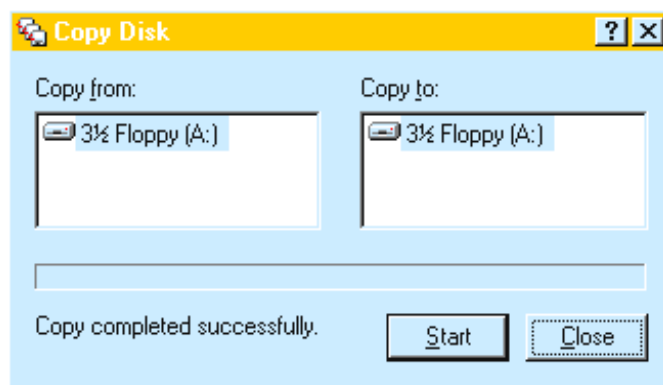 Copy Disk
Copy from:
Copy to:
3½ Floppy (A:)
3½ Floppy (A:)
Copy completed successfully.
Start
Close